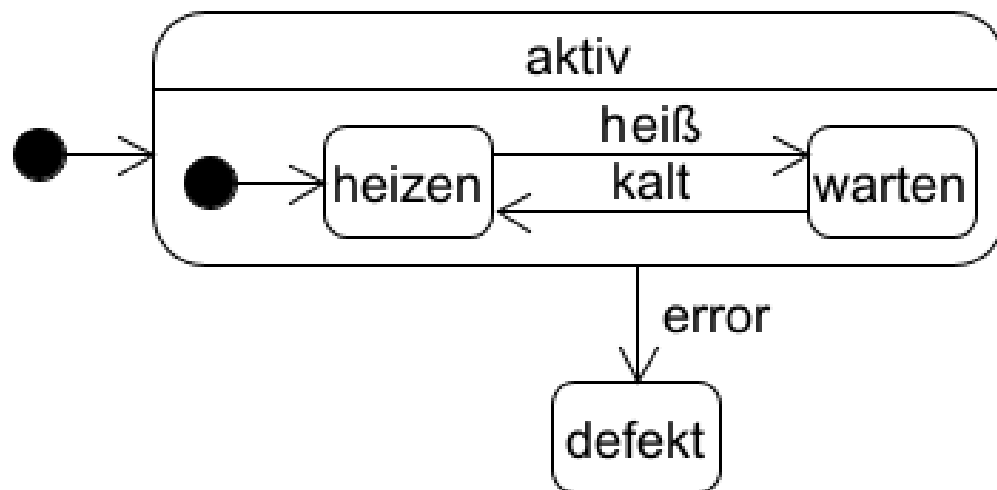 aktiv
heiß
kalt
heizen
warten
error
defekt